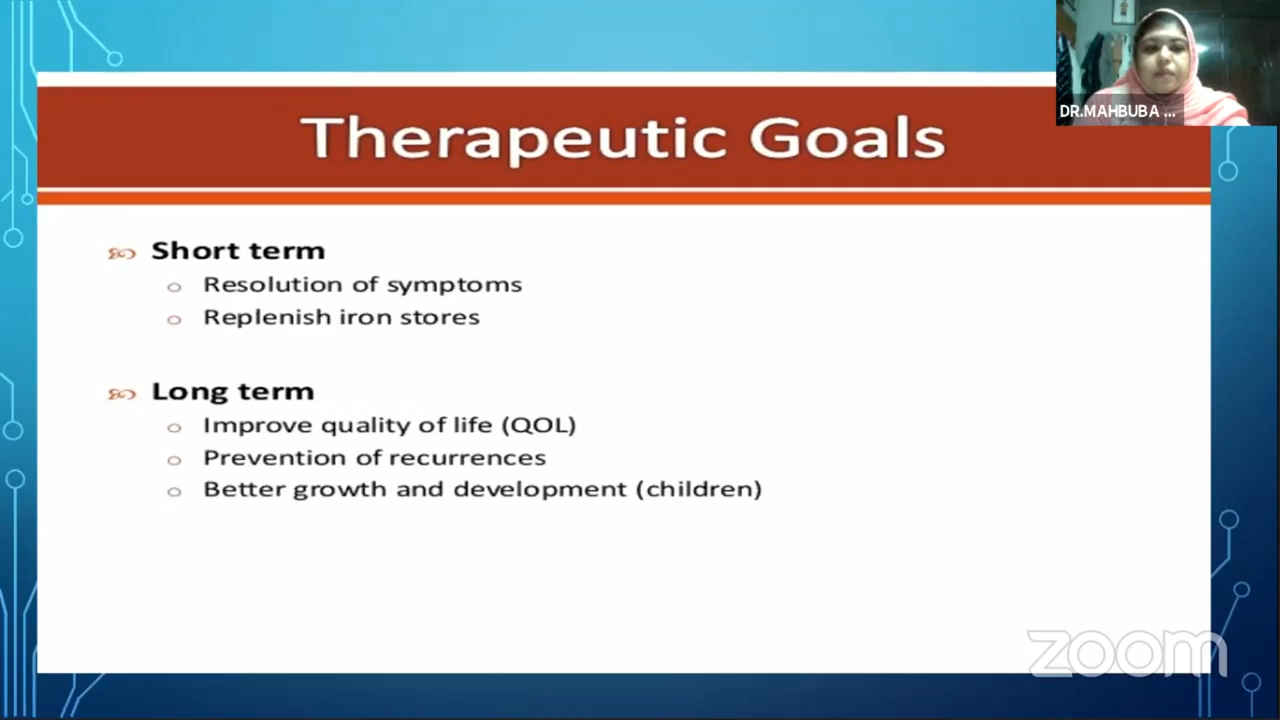 DR.MAHBUBA ...
Therapeutic Goals
Short term
Resolution of symptoms
Replenish iron stores
Long term
Improve quality of life (QOL)
Prevention of recurrences
Better growth and development (children)
zoom